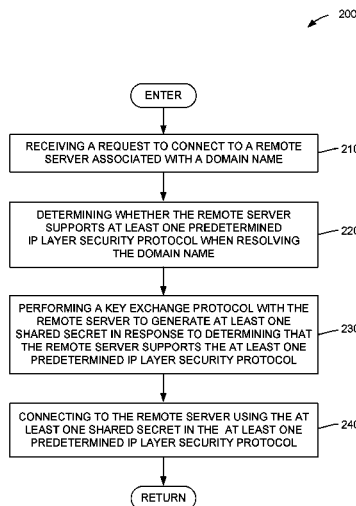 200
ENTER
RECEIVING A REQUEST TO CONNECT TO A REMOTE
SERVER ASSOCIATED WITH A DOMAIN NAME
210
DETERMINING WHETHER THE REMOTE SERVER
SUPPORTS AT LEAST ONE PREDETERMINED
IP LAYER SECURITY PROTOCOL WHEN RESOLVING
THE DOMAIN NAME
220
PERFORMING A KEY EXCHANGE PROTOCOL WITH THE
REMOTE SERVER TO GENERATE AT LEAST ONE
SHARED SECRET IN RESPONSE TO DETERMINING THAT
THE REMOTE SERVER SUPPORTS THE AT LEAST ONE
PREDETERMINED IP LAYER SECURITY PROTOCOL
230
CONNECTING TO THE REMOTE SERVER USING THE AT
LEAST ONE SHARED SECRET IN THE AT LEAST ONE
PREDETERMINED IP LAYER SECURITY PROTOCOL
240
RETURN